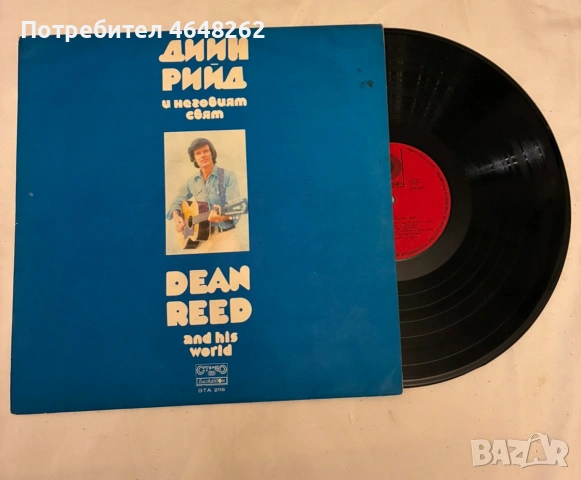 Потребител 4648262
ДИЙН
РИЙД
и неговият
свят
DEAN
REED
and his
world
СТЕРЕО
Балкантон
ВТА 2118
BAZAR